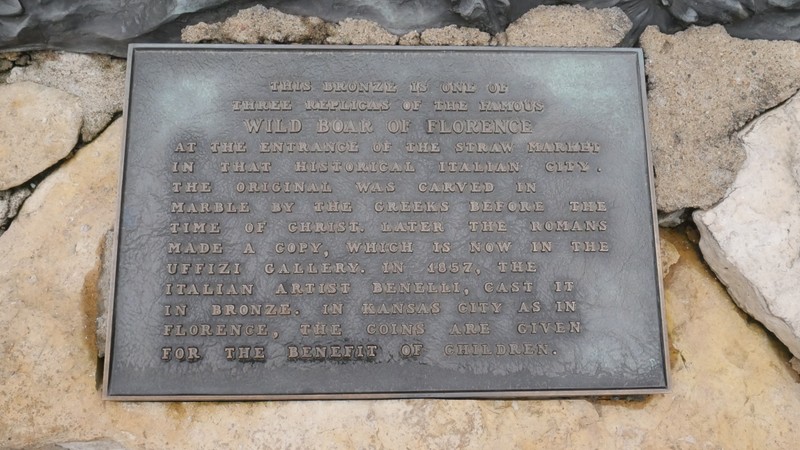 THIS BRONZE IS ONE OF
THREE REPLICAS OF THE FAMOUS
WILD BOAR OF FLORENCE
AT THE ENTRANCE OF THE STRAW MARKET
IN THAT HISTORICAL ITALIAN CITY.
THE ORIGINAL WAS CARVED IN
MARBLE BY THE GREEKS BEFORE THE
TIME OF CHRIST. LATER THE ROMANS
MADE A COPY, WHICH IS NOW IN THE
UFFIZI GALLERY. IN 1857, THE
ITALIAN ARTIST BENELLI, CAST IT
IN BRONZE. IN KANSAS CITY AS IN
FLORENCE, THE COINS ARE GIVEN
FOR THE BENEFIT OF CHILDREN.